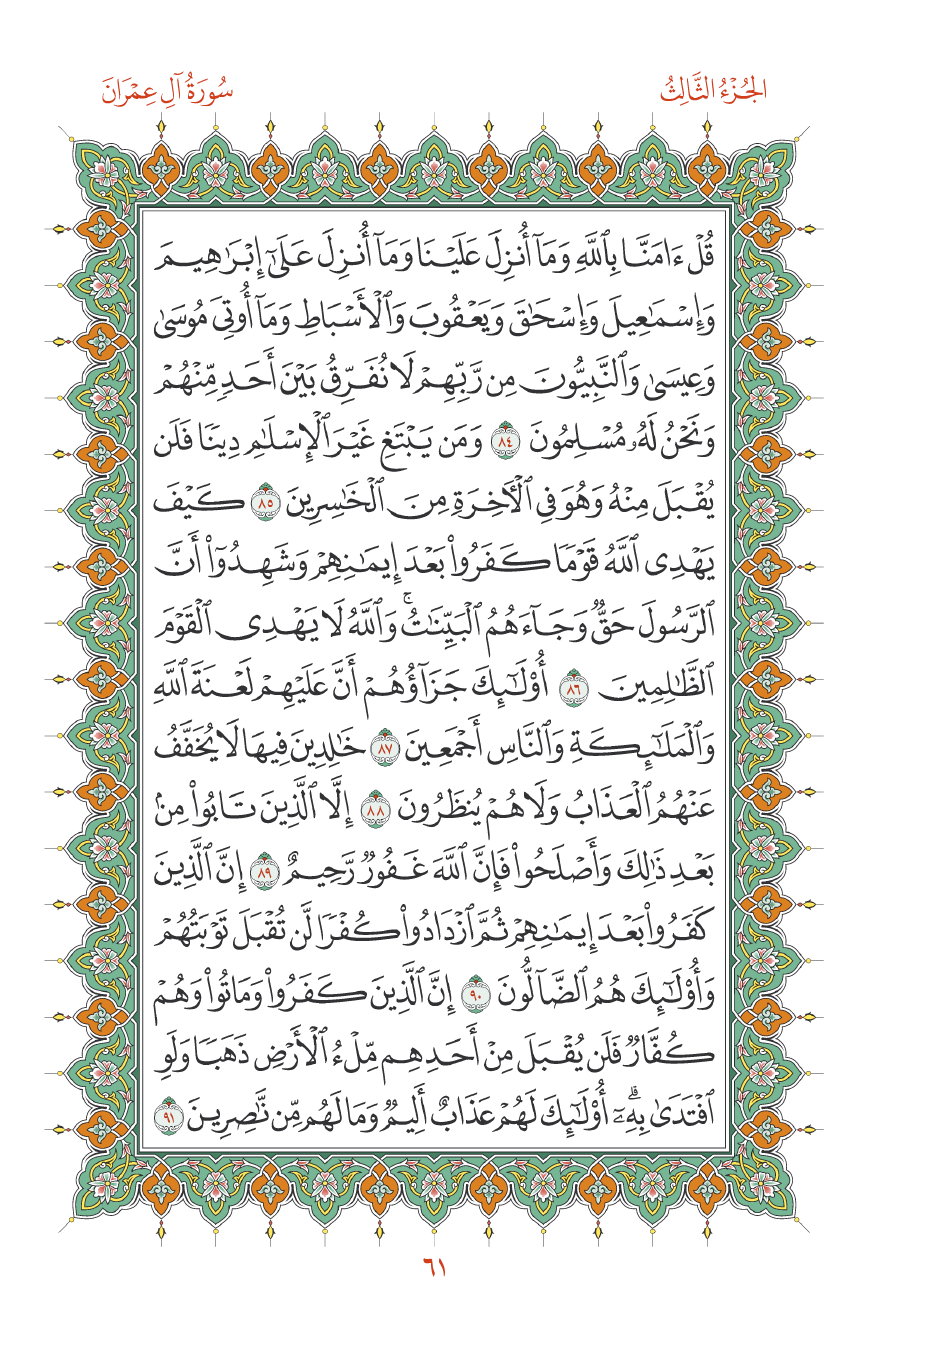 الجُزْءُ الثَّالِثُ
سُورَةُ آلِ عِمْرَانَ
قُلْ ءَامَنَّا بِٱللَّهِ وَمَآ أُنزِلَ عَلَيْنَا وَمَآ أُنزِلَ عَلَىٰٓ إِبْرَٰهِيمَ
وَإِسْمَٰعِيلَ وَإِسْحَٰقَ وَيَعْقُوبَ وَٱلْأَسْبَاطِ وَمَآ أُوتِىَ مُوسَىٰ
وَعِيسَىٰ وَٱلنَّبِيُّونَ مِن رَّبِّهِمْ لَا نُفَرِّقُ بَيْنَ أَحَدٍ مِّنْهُمْ
وَنَحْنُ لَهُۥ مُسْلِمُونَ ٨٤ وَمَن يَبْتَغِ غَيْرَ ٱلْإِسْلَٰمِ دِينًا فَلَن
يُقْبَلَ مِنْهُ وَهُوَ فِى ٱلْأَخِرَةِ مِنَ ٱلْخَٰسِرِينَ ٨٥ كَيْفَ
يَهْدِى ٱللَّهُ قَوْمًا كَفَرُوا۟ بَعْدَ إِيمَٰنِهِمْ وَشَهِدُوٓا۟ أَنَّ
ٱلرَّسُولَ حَقٌّ وَجَآءَهُمُ ٱلْبَيِّنَٰتُ ۚ وَٱللَّهُ لَا يَهْدِى ٱلْقَوْمَ
ٱلظَّٰلِمِينَ ٨٦ أُو۟لَٰٓئِكَ جَزَآؤُهُمْ أَنَّ عَلَيْهِمْ لَعْنَةَ ٱللَّهِ
وَٱلْمَلَٰٓئِكَةِ وَٱلنَّاسِ أَجْمَعِينَ ٨٧ خَٰلِدِينَ فِيهَا لَا يُخَفَّفُ
عَنْهُمُ ٱلْعَذَابُ وَلَا هُمْ يُنظَرُونَ ٨٨ إِلَّا ٱلَّذِينَ تَابُوا۟ مِنۢ
بَعْدِ ذَٰلِكَ وَأَصْلَحُوا۟ فَإِنَّ ٱللَّهَ غَفُورٌ رَّحِيمٌ ٨٩ إِنَّ ٱلَّذِينَ
كَفَرُوا۟ بَعْدَ إِيمَٰنِهِمْ ثُمَّ ٱزْدَادُوا۟ كُفْرًا لَّن تُقْبَلَ تَوْبَتُهُمْ
وَأُو۟لَٰٓئِكَ هُمُ ٱلضَّآلُّونَ ٩٠ إِنَّ ٱلَّذِينَ كَفَرُوا۟ وَمَاتُوا۟ وَهُمْ
كُفَّارٌ فَلَن يُقْبَلَ مِنْ أَحَدِهِم مِّلْءُ ٱلْأَرْضِ ذَهَبًا وَلَوِ
ٱفْتَدَىٰ بِهِۦٓ ۗ أُو۟لَٰٓئِكَ لَهُمْ عَذَابٌ أَلِيمٌ وَمَا لَهُم مِّن نَّٰصِرِينَ ٩١
٦١